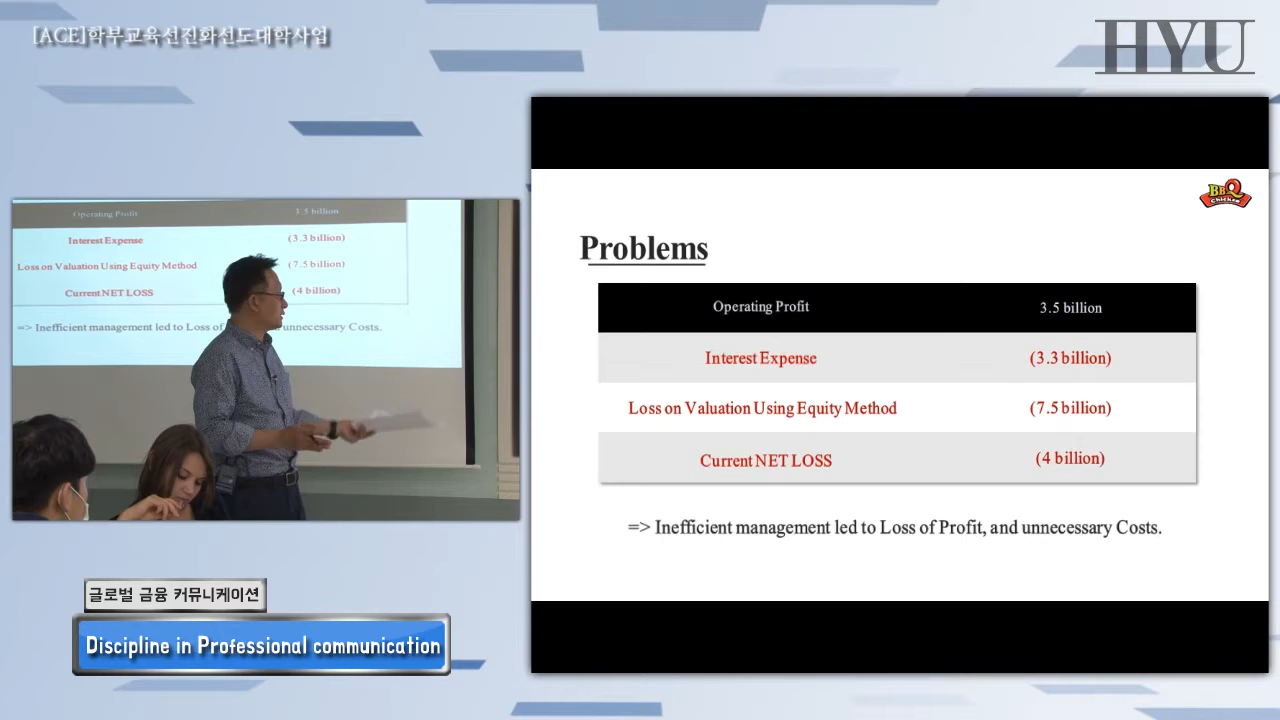 [ACE]학부교육선진화선도대학사업
HYU
BBQ
Chicken
Problems
Operating Profit 3.5 billion
Interest Expense (3.3 billion)
Loss on Valuation Using Equity Method (7.5 billion)
Current NET LOSS (4 billion)
=> Inefficient management led to Loss of Profit, and unnecessary Costs.
Operating Profit 3.5 billion
Interest Expense (3.3 billion)
Loss on Valuation Using Equity Method (7.5 billion)
Current NET LOSS (4 billion)
=> Inefficient management led to Loss of unnecessary Costs.
글로벌 금융 커뮤니케이션
Discipline in Professional communication